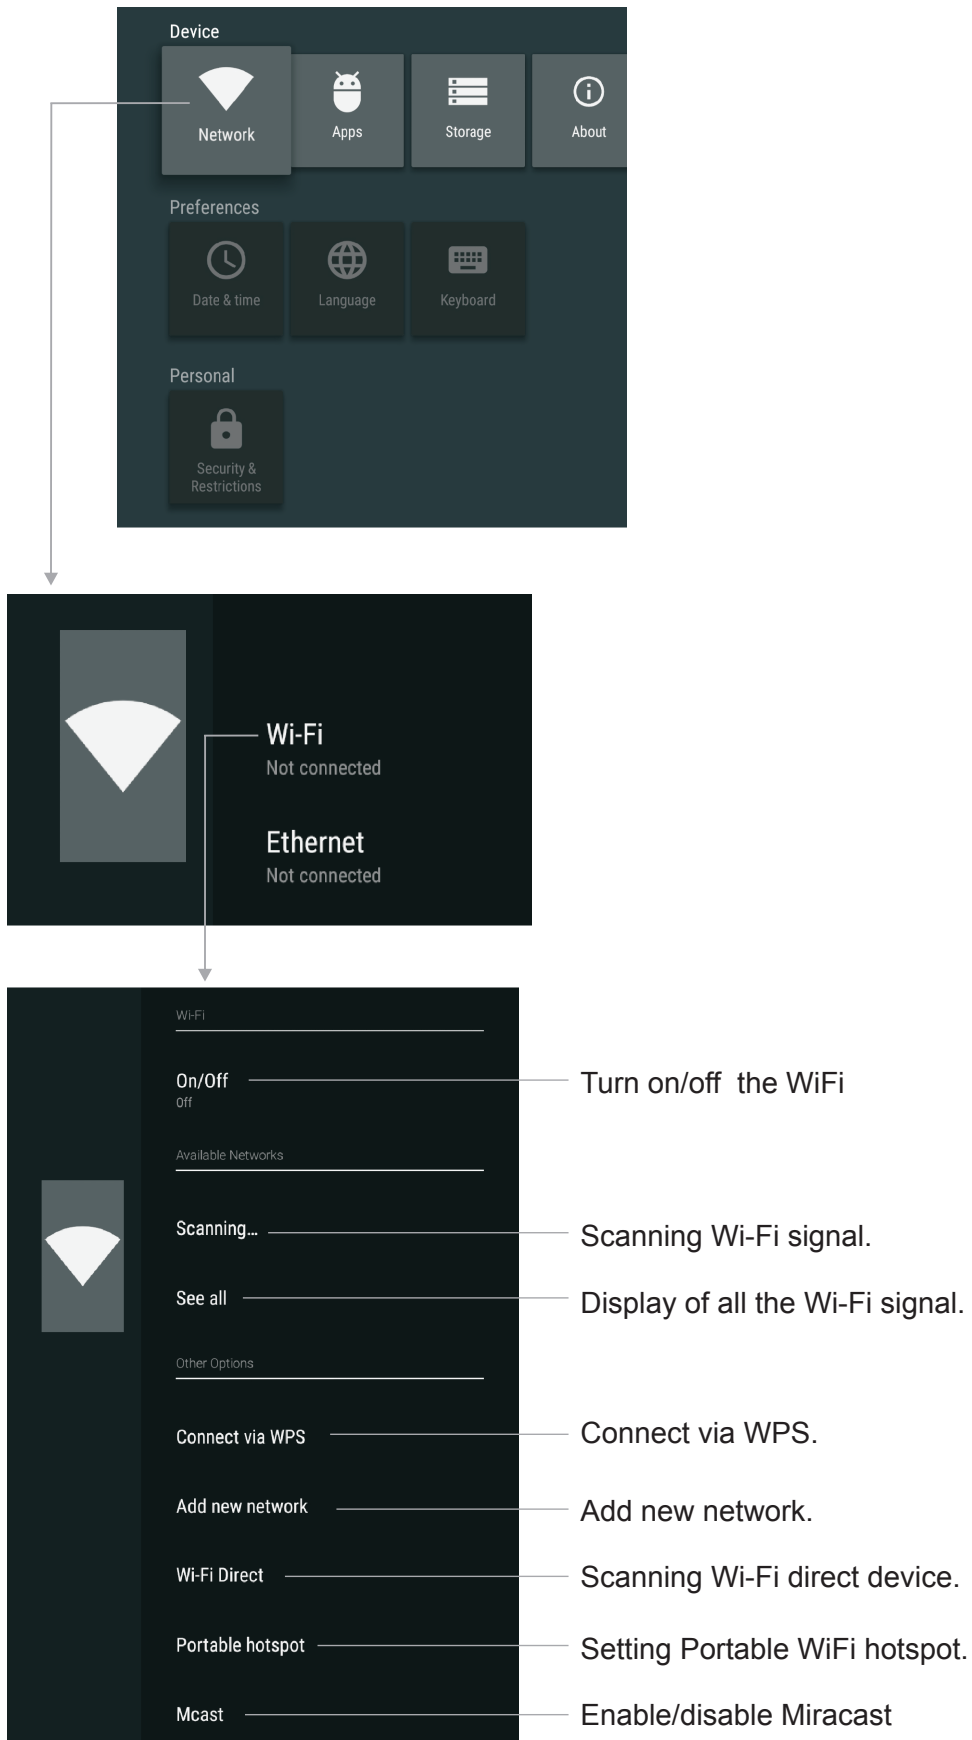 Device
Network
Apps
Storage
About
Preferences
Date & time
Language
Keyboard
Personal
Security &
Restrictions
Wi-Fi
Not connected
Ethernet
Not connected
Wi-Fi
On/Off
Off
Turn on/off  the WiFi
Available Networks
Scanning...
Scanning Wi-Fi signal.
See all
Display of all the Wi-Fi signal.
Other Options
Connect via WPS
Connect via WPS.
Add new network
Add new network.
Wi-Fi Direct
Scanning Wi-Fi direct device.
Portable hotspot
Setting Portable WiFi hotspot.
Mcast
Enable/disable Miracast